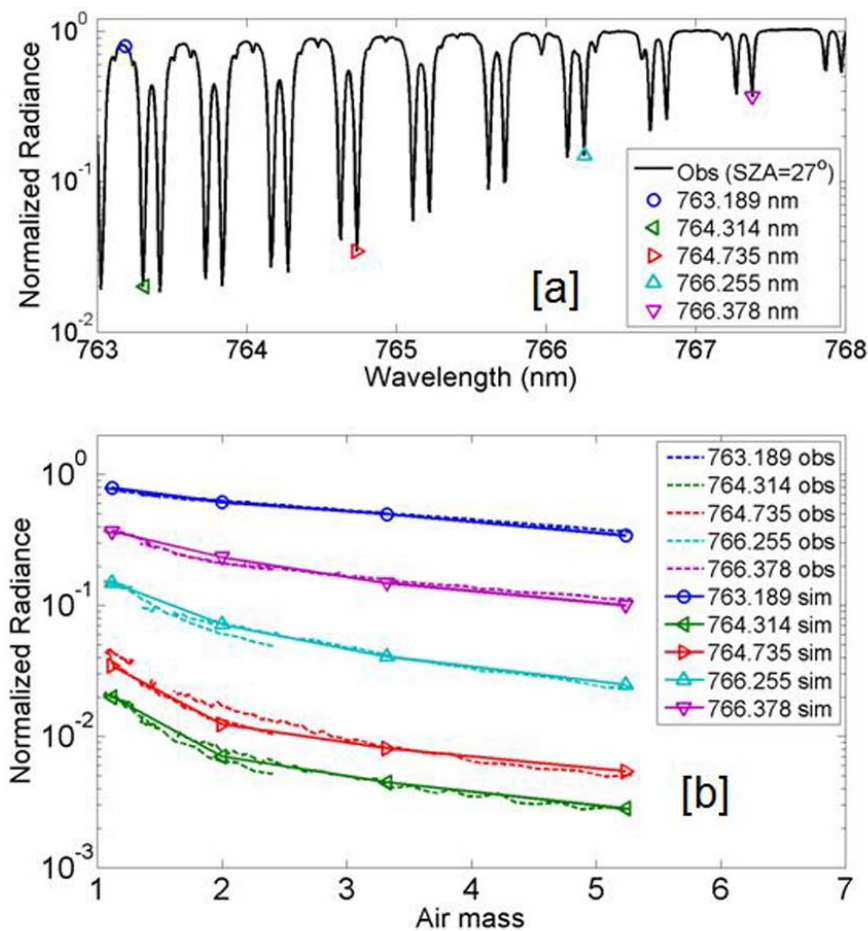 10^0
10^-1
10^-2
Normalized Radiance
Obs (SZA=27°)
763.189 nm
764.314 nm
764.735 nm
766.255 nm
766.378 nm
[a]
763 764 765 766 767 768
Wavelength (nm)
10^0
10^-1
10^-2
10^-3
Normalized Radiance
763.189 obs
764.314 obs
764.735 obs
766.255 obs
766.378 obs
763.189 sim
764.314 sim
764.735 sim
766.255 sim
766.378 sim
[b]
1 2 3 4 5 6 7
Air mass